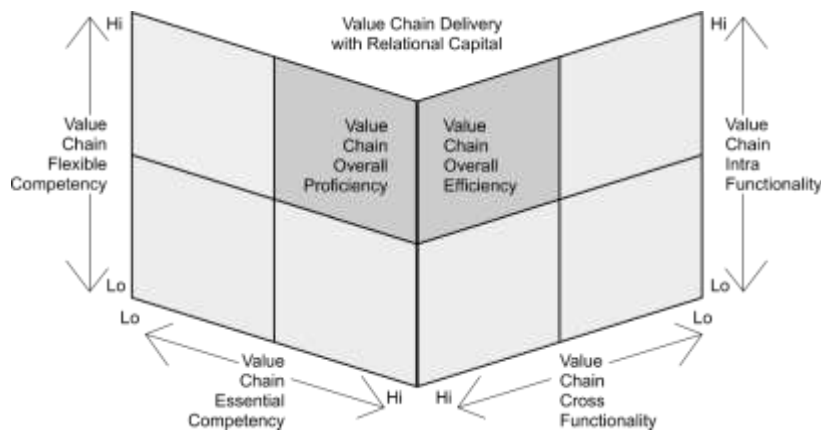 Value Chain Delivery
with Relational Capital
Hi
Value
Chain
Flexible
Competency
Lo
Value
Chain
Overall
Proficiency
Value
Chain
Overall
Efficiency
Hi
Value
Chain
Intra
Functionality
Lo
Lo
Value
Chain
Essential
Competency
Hi
Hi
Value
Chain
Cross
Functionality
Lo